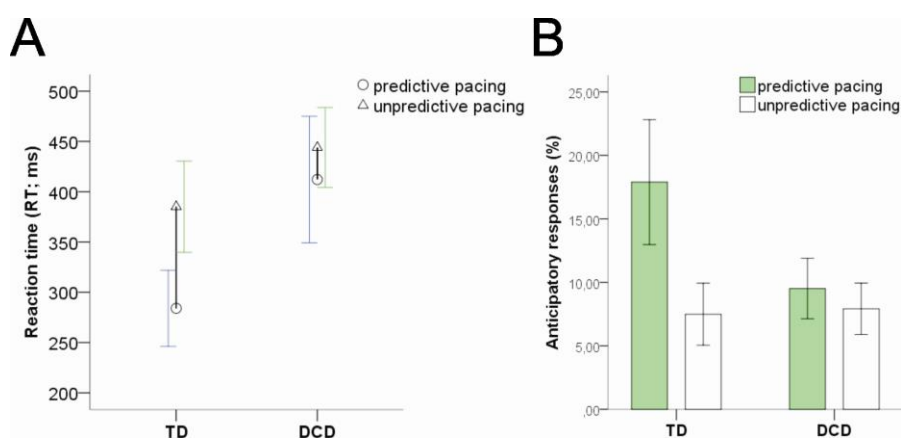 A
Reaction time (RT; ms)
500
450
400
350
300
250
200
TD
DCD
predictive pacing
unpredictive pacing
B
Anticipatory responses (%)
25,00
20,00
15,00
10,00
5,00
,00
TD
DCD
predictive pacing
unpredictive pacing